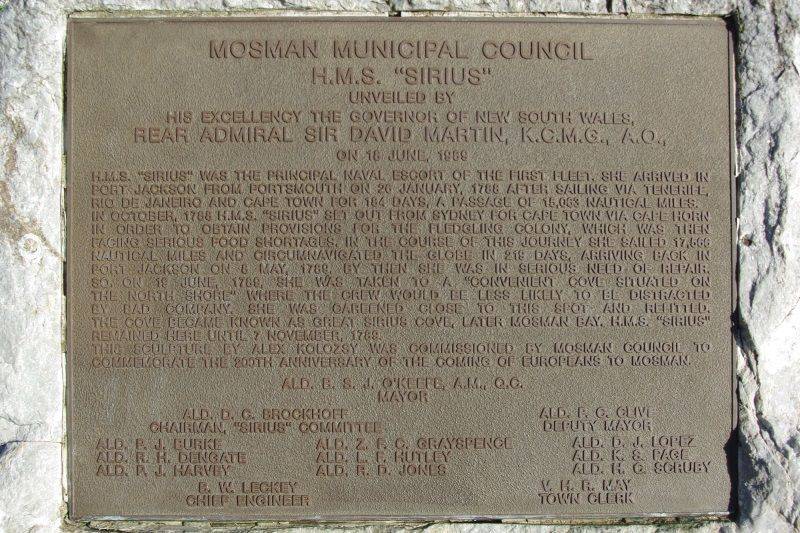 MOSMAN MUNICIPAL COUNCIL
H.M.S. "SIRIUS"
UNVEILED BY
HIS EXCELLENCY THE GOVERNOR OF NEW SOUTH WALES,
REAR ADMIRAL SIR DAVID MARTIN, K.C.M.G., A.O.,
ON 16 JUNE, 1989
H.M.S. "SIRIUS" WAS THE PRINCIPAL NAVAL ESCORT OF THE FIRST FLEET. SHE ARRIVED IN
PORT JACKSON FROM PORTSMOUTH ON 26 JANUARY, 1788 AFTER SAILING VIA TENERIFE,
RIO DE JANEIRO AND CAPE TOWN FOR 184 DAYS, A PASSAGE OF 15,063 NAUTICAL MILES.
IN OCTOBER, 1788 H.M.S. "SIRIUS" SET OUT FROM SYDNEY FOR CAPE TOWN VIA CAPE HORN
IN ORDER TO OBTAIN PROVISIONS FOR THE FLEDGLING COLONY, WHICH WAS THEN
FACING SERIOUS FOOD SHORTAGES. IN THE COURSE OF THIS JOURNEY SHE SAILED
NAUTICAL MILES AND CIRCUMNAVIGATED THE GLOBE IN 219 DAYS, ARRIVING BACK IN
PORT JACKSON ON MAY, 1789. BY THEN SHE WAS IN SERIOUS NEED OF REPAIR.
SO, ON JUNE, 1789, SHE WAS TAKEN TO A "CONVENIENT COVE SITUATED ON
THE NORTH SHORE" WHERE THE CREW WOULD BE LESS LIKELY TO BE DISTRACTED
BY BAD COMPANY. SHE WAS CAREENED CLOSE TO THIS SPOT AND REFITTED.
THE COVE BECAME KNOWN AS GREAT SIRIUS COVE, LATER MOSMAN BAY. H.M.S. "SIRIUS"
REMAINED HERE UNTIL 7 NOVEMBER, 1789.
THIS SCULPTURE BY ALEX KOLOZSY WAS COMMISSIONED BY MOSMAN COUNCIL TO
COMMEMORATE THE 200TH ANNIVERSARY OF THE COMING OF EUROPEANS TO MOSMAN.
ALD. B. S. J. O'KEEFE, A.M., Q.C.
MAYOR
ALD. D. C. BROCKHOFF
CHAIRMAN, "SIRIUS" COMMITTEE
ALD. P. C. CLIVE
DEPUTY MAYOR
ALD. P. J. BURKE ALD. Z. F. C. GRAYSPENCE ALD. D. J. LOPEZ
ALD. R. H. DENGATE ALD. L. F. HUTLEY ALD. K. S. PAGE
ALD. P. J. HARVEY ALD. R. D. JONES ALD. H. G. SCRUBY
B. W. LECKEY
CHIEF ENGINEER
V. H. R. MAY
TOWN CLERK